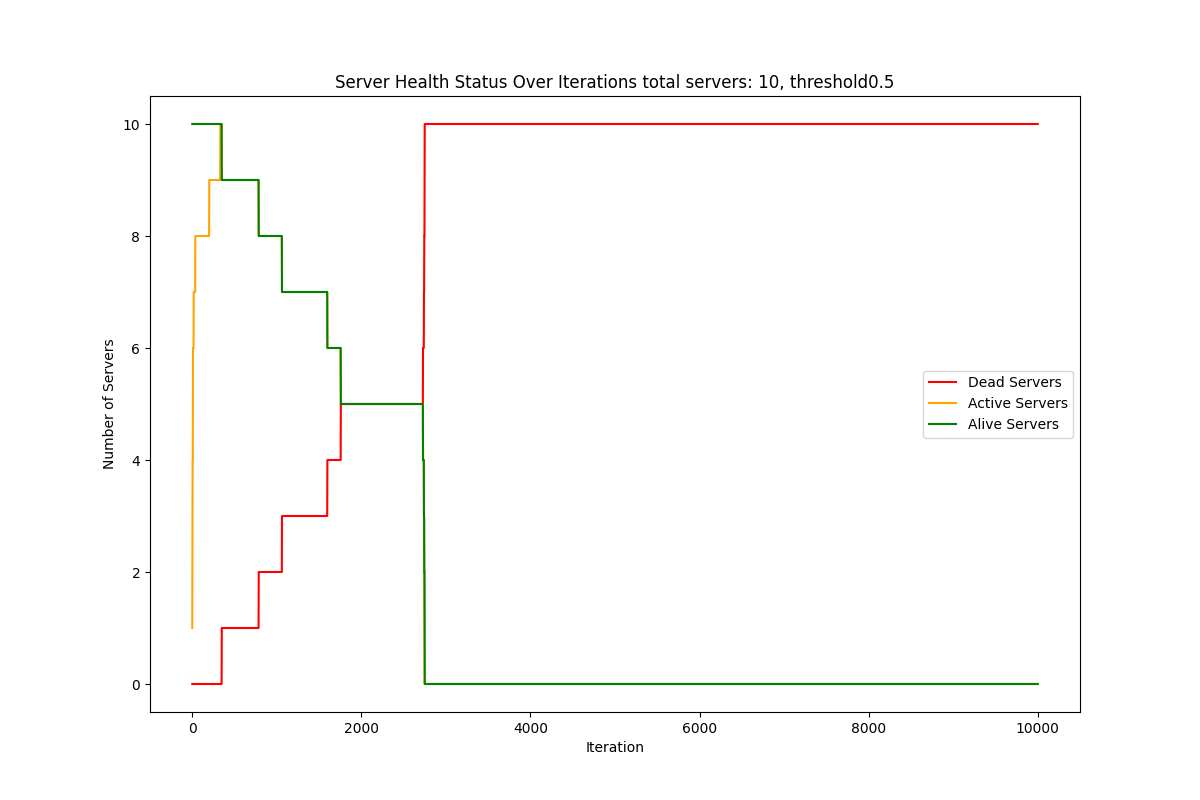 Server Health Status Over Iterations total servers: 10, threshold0.5
10
8
6
4
2
0
Number of Servers
Dead Servers
Active Servers
Alive Servers
0 2000 4000 6000 8000 10000
Iteration